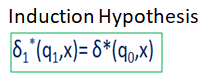 Induction Hypothesis
δ₁*(q₁,x)= δ*(q₀,x)